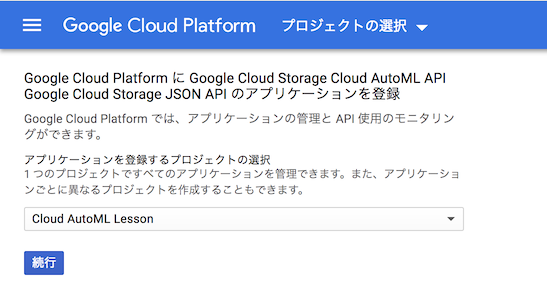 Google Cloud Platform プロジェクトの選択
Google Cloud Platform に Google Cloud Storage Cloud AutoML API
Google Cloud Storage JSON API のアプリケーションを登録
Google Cloud Platform では、アプリケーションの管理と API 使用のモニタリン
グができます。
アプリケーションを登録するプロジェクトの選択
1 つのプロジェクトですべてのアプリケーションを管理できます。また、アプリケーショ
ンごとに異なるプロジェクトを作成することもできます。
Cloud AutoML Lesson
続行